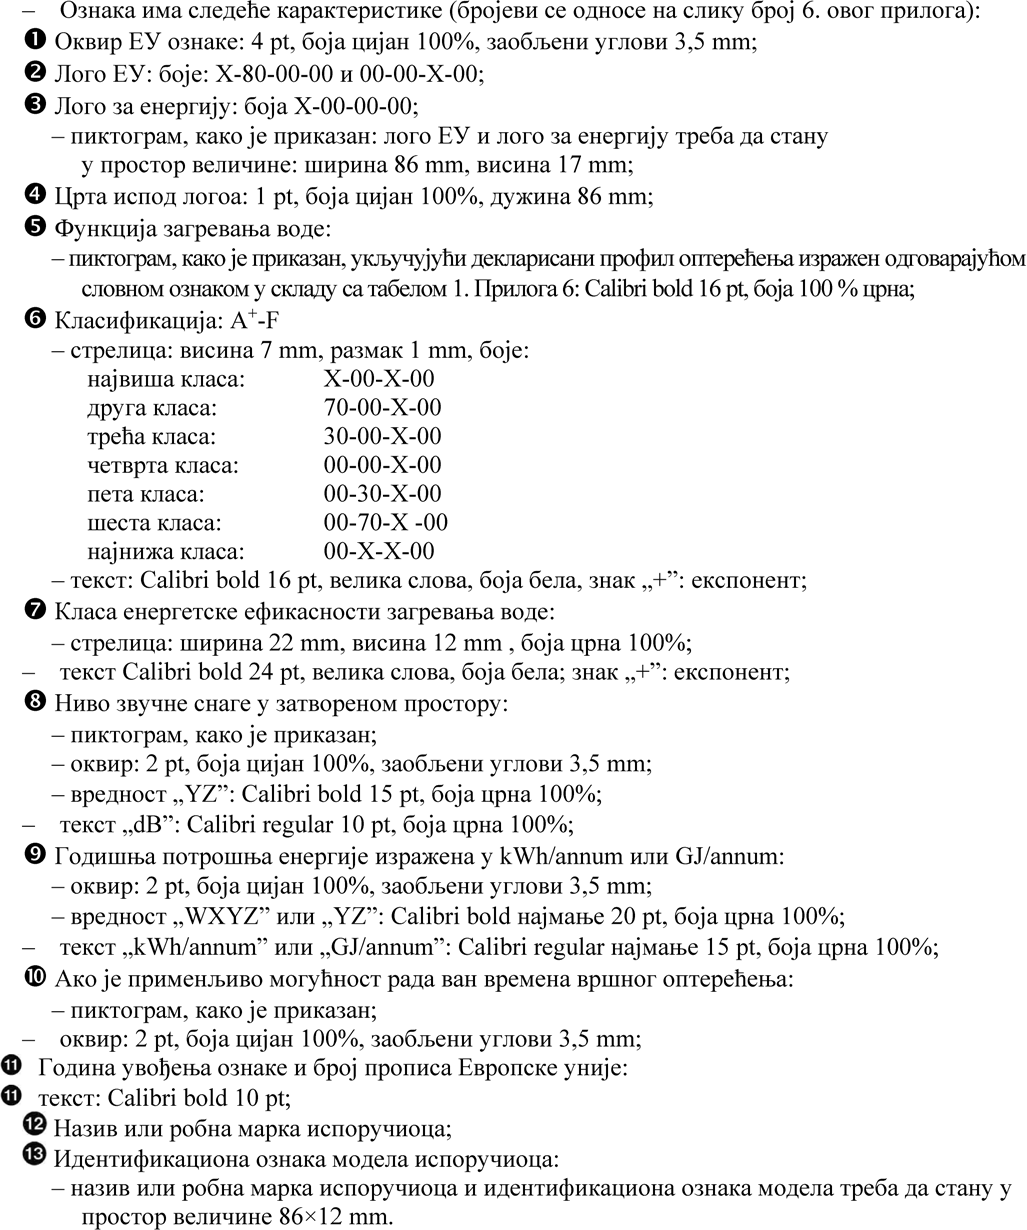 – Ознака има следеће карактеристике (бројеви се односе на слику број 6. овог прилога):
❶ Оквир ЕУ ознаке: 4 pt, боја цијан 100%, заобљени углови 3,5 mm;
❷ Лого ЕУ: боје: X-80-00-00 и 00-00-X-00;
❸ Лого за енергију: боја X-00-00-00;
– пиктограм, како је приказан: лого ЕУ и лого за енергију треба да стану
у простор величине: ширина 86 mm, висина 17 mm;
❹ Црта испод логоа: 1 pt, боја цијан 100%, дужина 86 mm;
❺ Функција загревања воде:
– пиктограм, како је приказан, укључујући декларисани профил оптерећења изражен одговарајућом
словном ознаком у складу са табелом 1. Прилога 6: Calibri bold 16 pt, боја 100 % црна;
❻ Класификација: A⁺-F
– стрелица: висина 7 mm, размак 1 mm, боје:
највиша класа: X-00-X-00
друга класа: 70-00-X-00
трећа класа: 30-00-X-00
четврта класа: 00-00-X-00
пета класа: 00-30-X-00
шеста класа: 00-70-X -00
најнижа класа: 00-X-X-00
– текст: Calibri bold 16 pt, велика слова, боја бела, знак „+”: експонент;
❼ Класа енергетске ефикасности загревања воде:
– стрелица: ширина 22 mm, висина 12 mm , боја црна 100%;
– текст Calibri bold 24 pt, велика слова, боја бела; знак „+”: експонент;
❽ Ниво звучне снаге у затвореном простору:
– пиктограм, како је приказан;
– оквир: 2 pt, боја цијан 100%, заобљени углови 3,5 mm;
– вредност „YZ”: Calibri bold 15 pt, боја црна 100%;
– текст „dB”: Calibri regular 10 pt, боја црна 100%;
❾ Годишња потрошња енергије изражена у kWh/annum или GJ/annum:
– оквир: 2 pt, боја цијан 100%, заобљени углови 3,5 mm;
– вредност „WXYZ” или „YZ”: Calibri bold најмање 20 pt, боја црна 100%;
– текст „kWh/annum” или „GJ/annum”: Calibri regular најмање 15 pt, боја црна 100%;
❿ Ако је применљиво могућност рада ван времена вршног оптерећења:
– пиктограм, како је приказан;
– оквир: 2 pt, боја цијан 100%, заобљени углови 3,5 mm;
⓫ Година увођења ознаке и број прописа Европске уније:
⓫ текст: Calibri bold 10 pt;
⓬ Назив или робна марка испоручиоца;
⓭ Идентификациона ознака модела испоручиоца:
– назив или робна марка испоручиоца и идентификациона ознака модела треба да стану у
простор величине 86×12 mm.